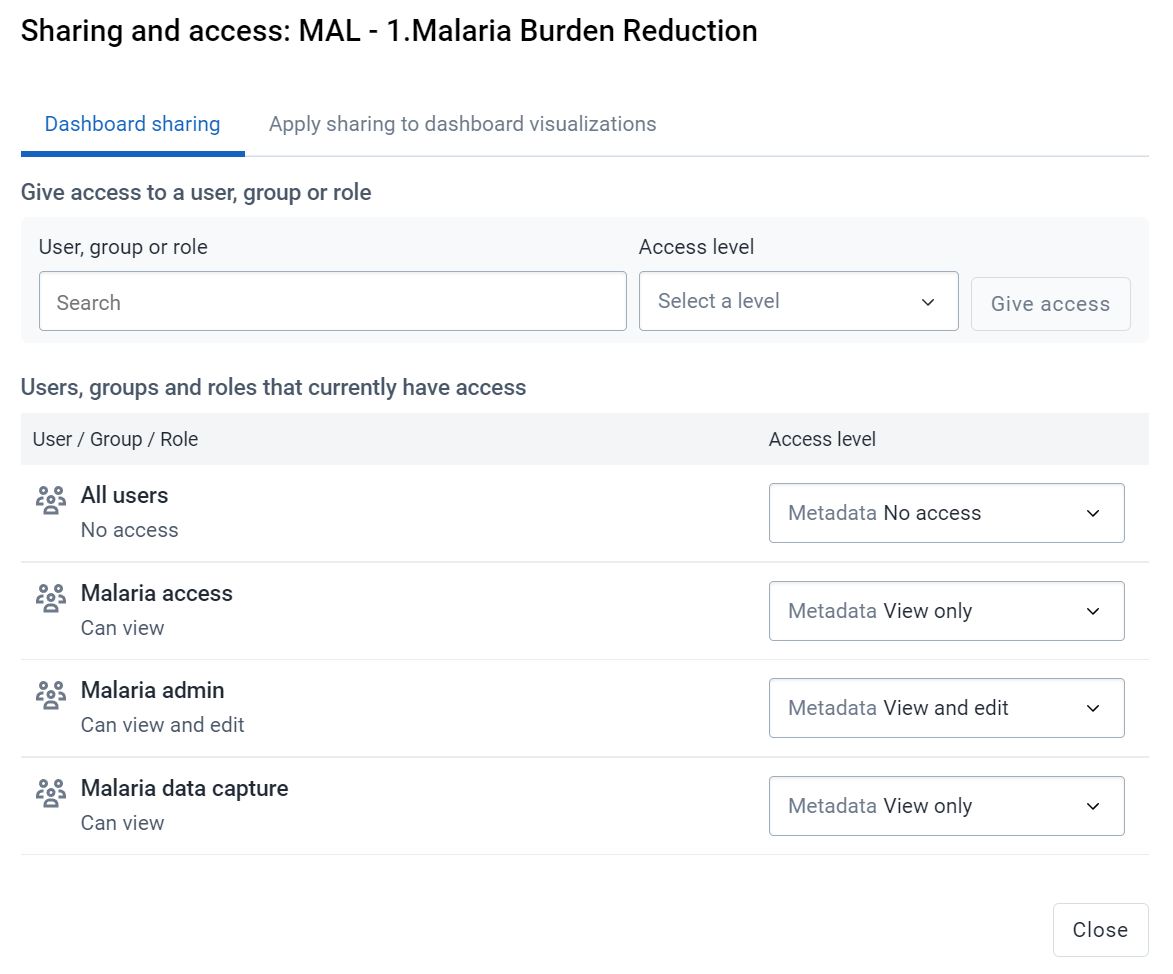 Sharing and access: MAL - 1.Malaria Burden Reduction
Dashboard sharing
Apply sharing to dashboard visualizations
Give access to a user, group or role
User, group or role
Access level
Search
Select a level
Give access
Users, groups and roles that currently have access
User / Group / Role
Access level
All users
No access
Metadata No access
Malaria access
Can view
Metadata View only
Malaria admin
Can view and edit
Metadata View and edit
Malaria data capture
Can view
Metadata View only
Close